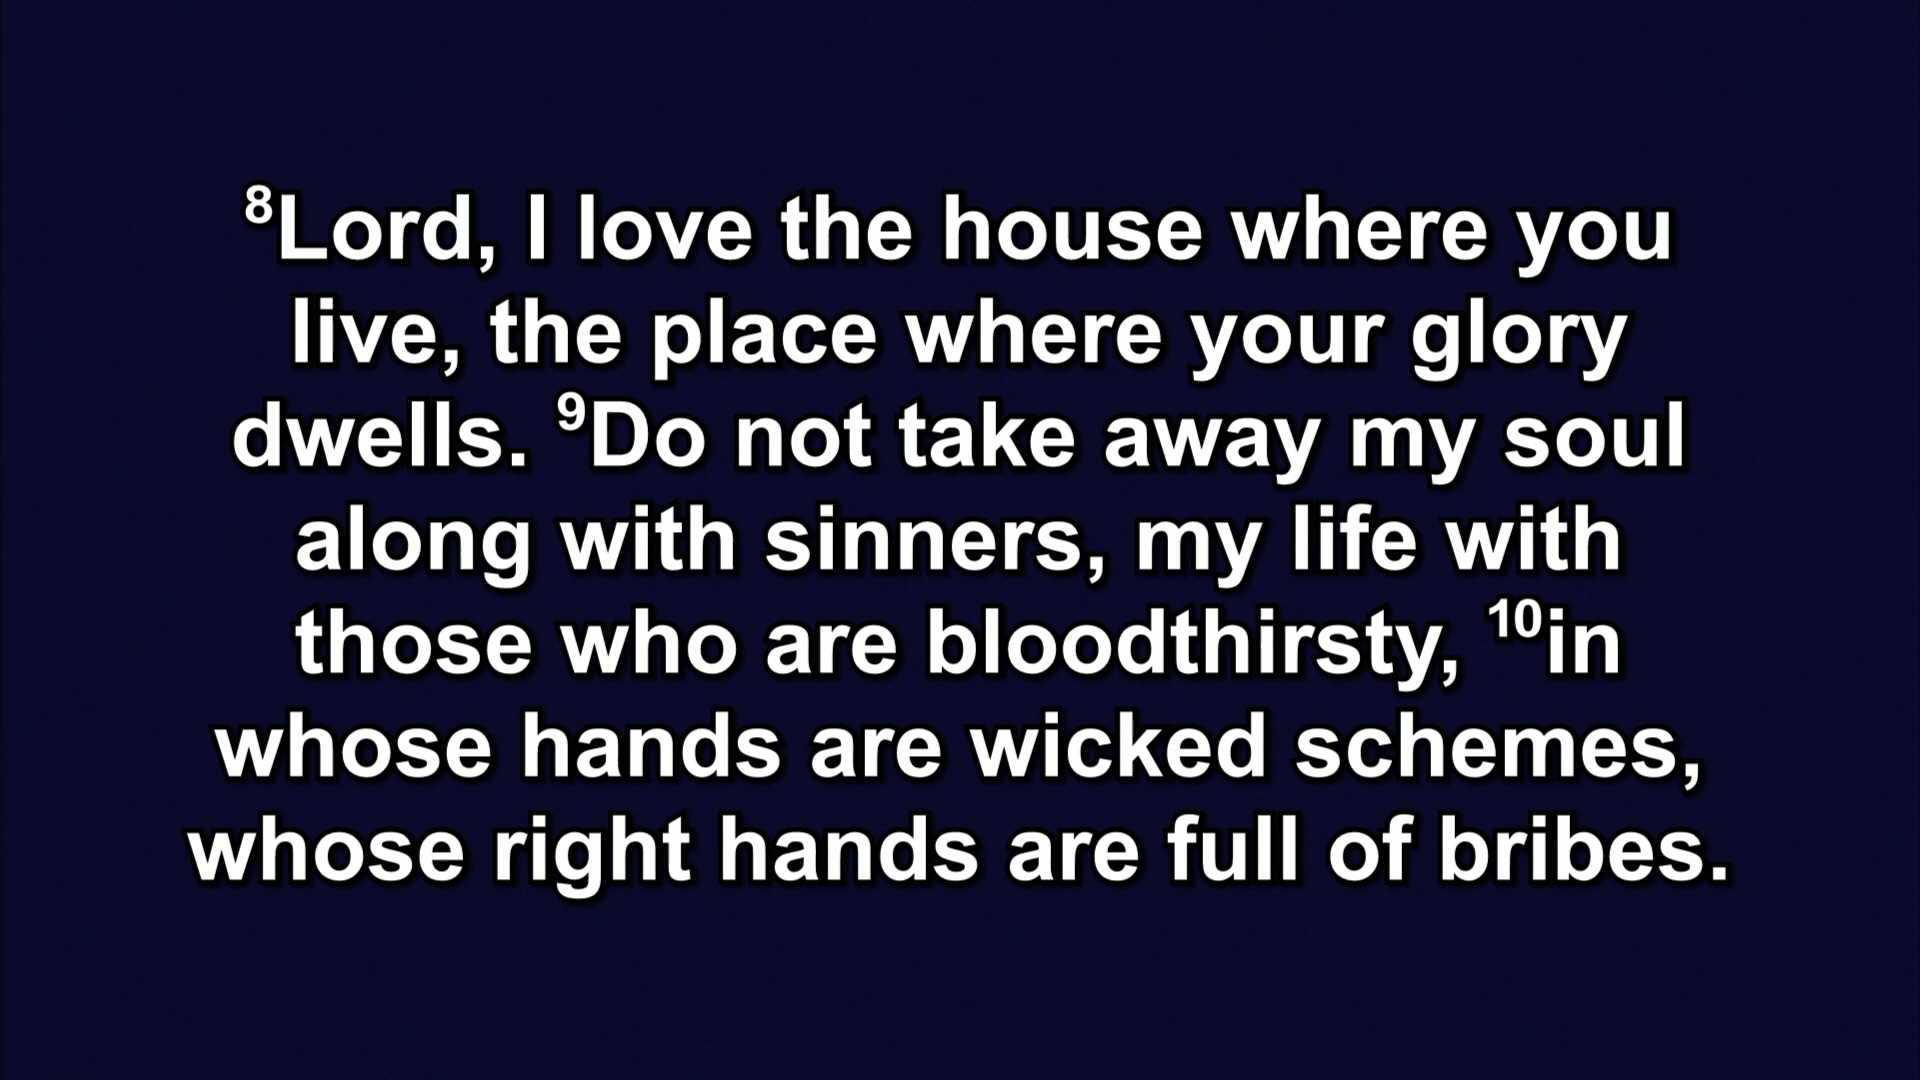 ⁸Lord, I love the house where you
live, the place where your glory
dwells. ⁹Do not take away my soul
along with sinners, my life with
those who are bloodthirsty, ¹⁰in
whose hands are wicked schemes,
whose right hands are full of bribes.